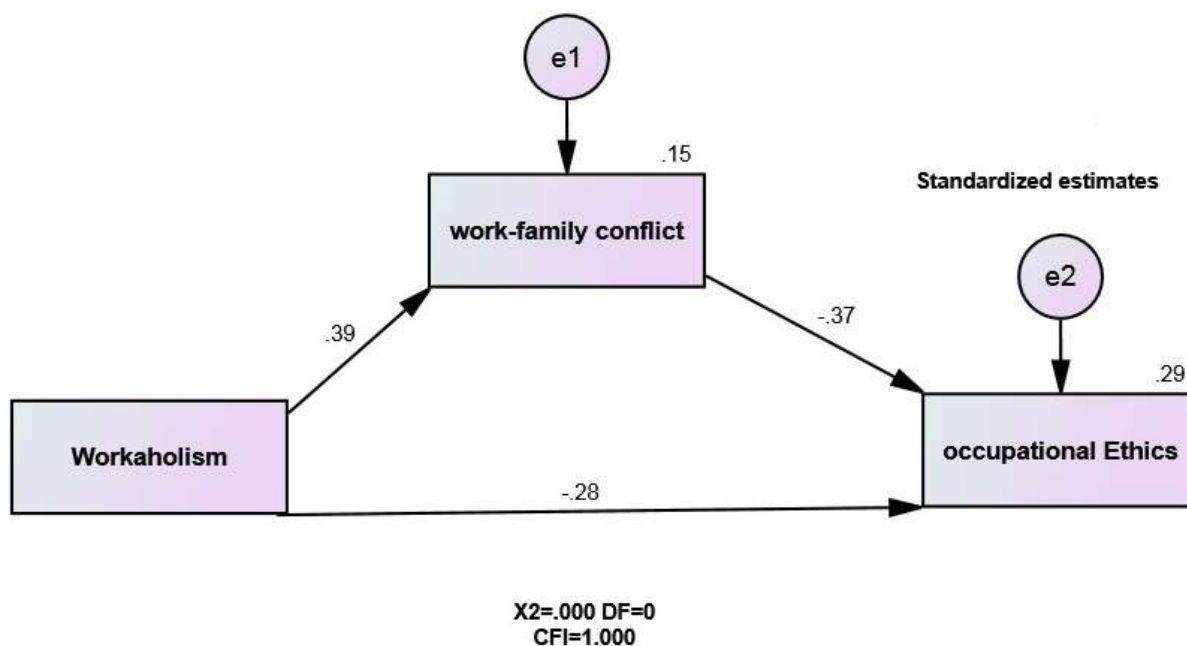 e1
.15
work-family conflict
Standardized estimates
e2
.39
-.37
.29
Workaholism
occupational Ethics
-.28
X2=.000 DF=0
CFI=1.000